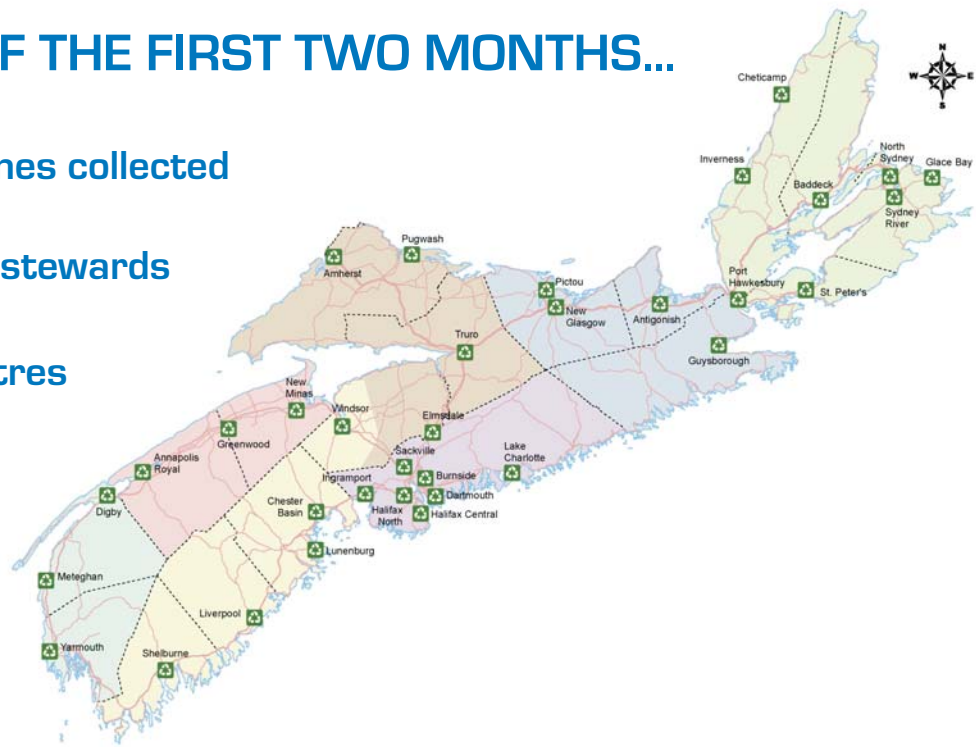 F THE FIRST TWO MONTHS...
nes collected
stewards
tres
N
W
E
S
Cheticamp
Inverness
Baddeck
North
Sydney
Glace Bay
Sydney
River
Port
Hawkesbury
St. Peter's
Pugwash
Amherst
Pictou
New
Glasgow
Antigonish
Guysborough
Truro
New
Minas
Windsor
Elmsdale
Greenwood
Sackville
Lake
Charlotte
Annapolis
Royal
Ingramport
Burnside
Dartmouth
Digby
Chester
Basin
Halifax
North
Halifax Central
Lunenburg
Meteghan
Liverpool
Yarmouth
Shelburne